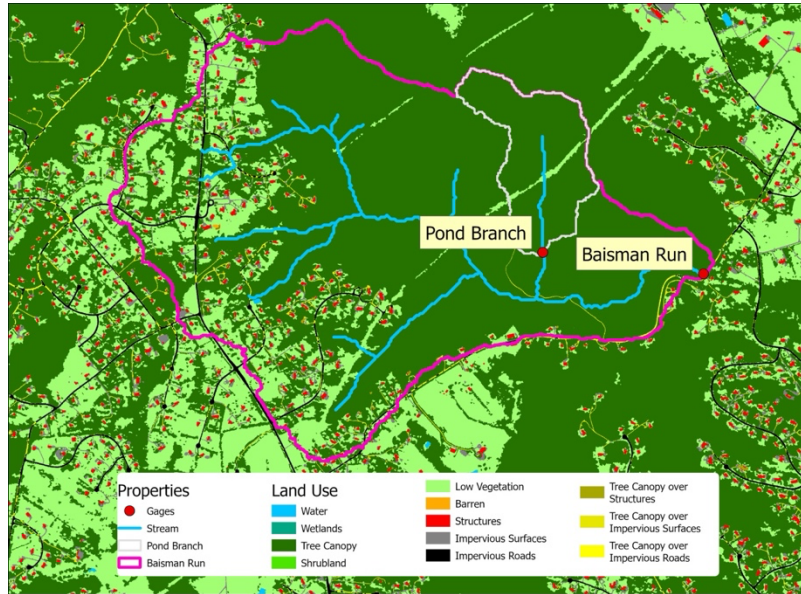 Pond Branch
Baisman Run
Properties
Gages
Stream
Pond Branch
Baisman Run
Land Use
Water
Wetlands
Tree Canopy
Shrubland
Low Vegetation
Barren
Structures
Impervious Surfaces
Impervious Roads
Tree Canopy over
Structures
Tree Canopy over
Impervious Surfaces
Tree Canopy over
Impervious Roads